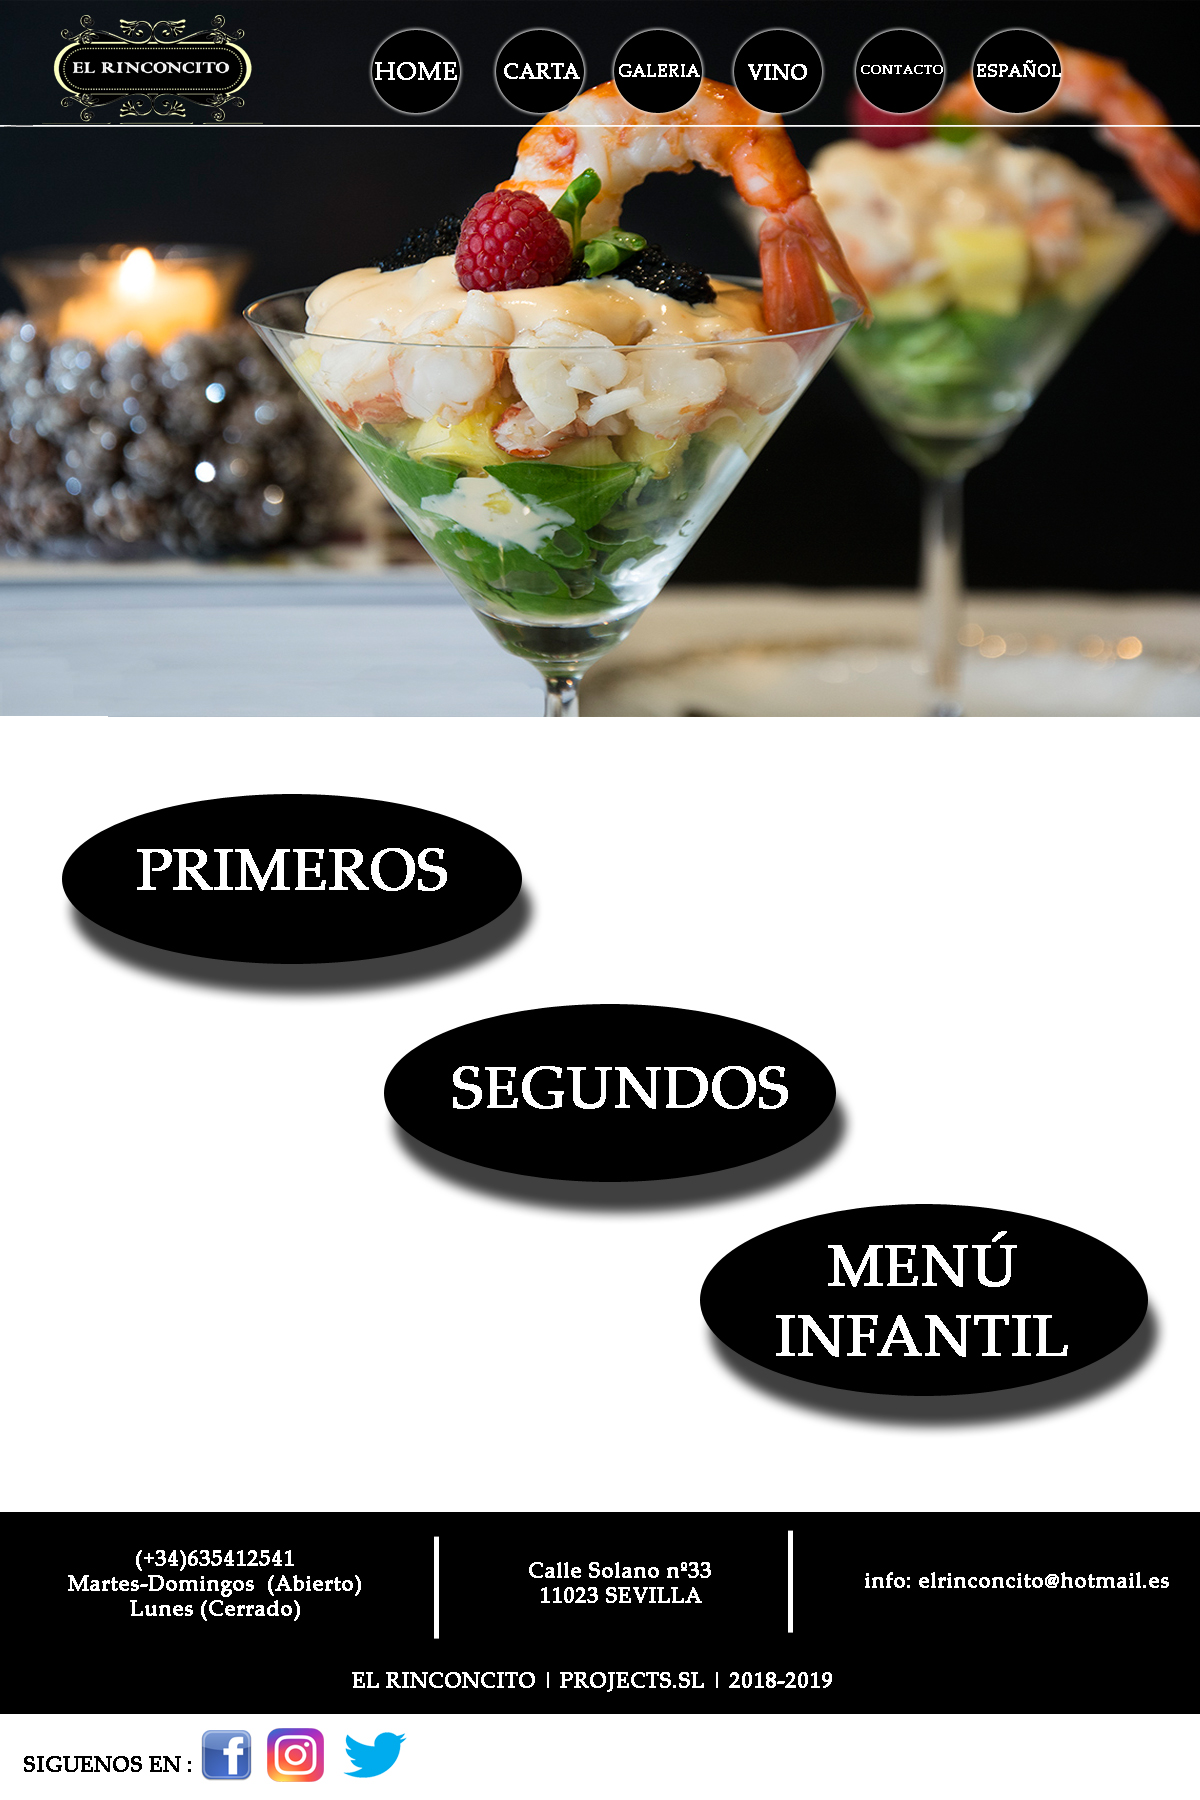 EL RINCONCITO
HOME
CARTA
GALERIA
VINO
CONTACTO
ESPAÑOL
PRIMEROS
SEGUNDOS
MENÚ
INFANTIL
(+34)635412541
Martes-Domingos (Abierto)
Lunes (Cerrado)
Calle Solano nº33
11023 SEVILLA
info: elrinconcito@hotmail.es
EL RINCONCITO | PROJECTS.SL | 2018-2019
SIGUENOS EN :